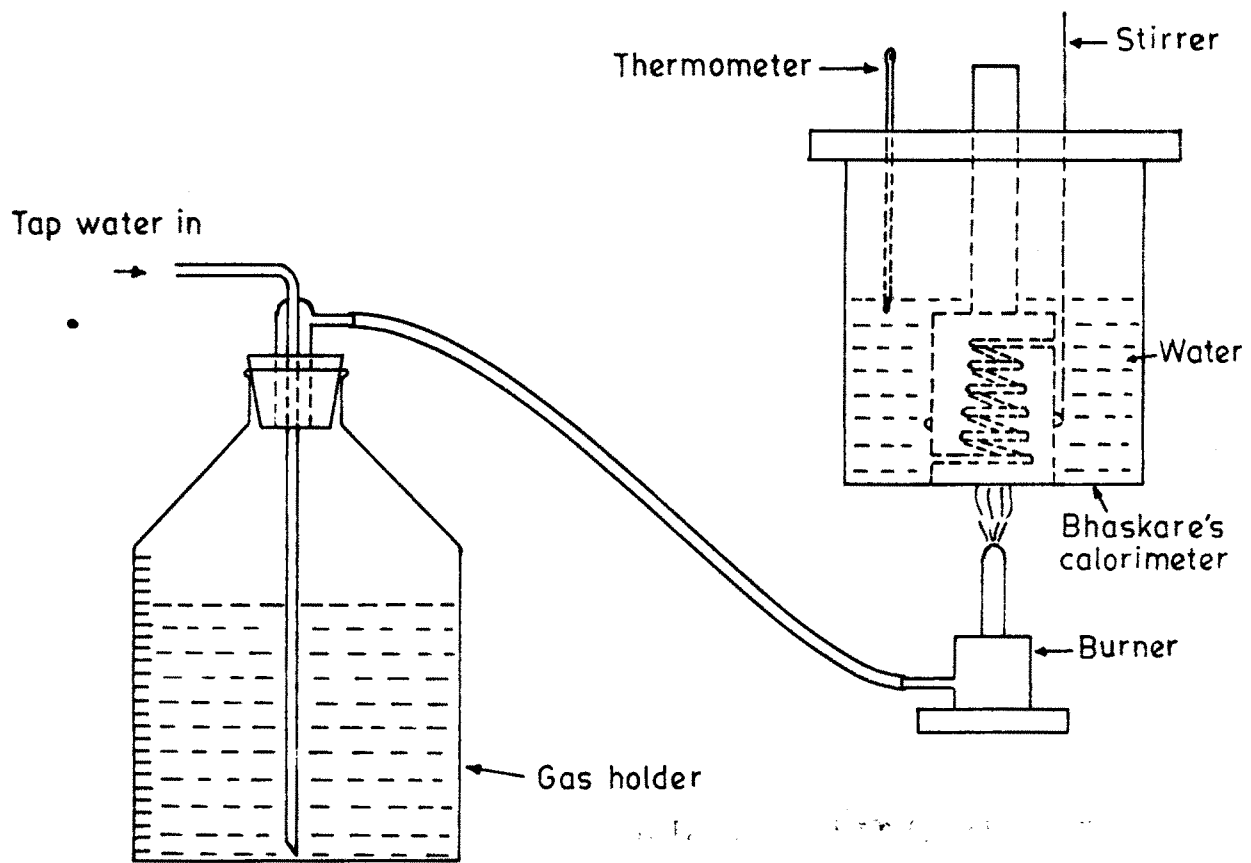 Stirrer
Thermometer
Tap water in
Water
Bhaskare's
calorimeter
Burner
Gas holder